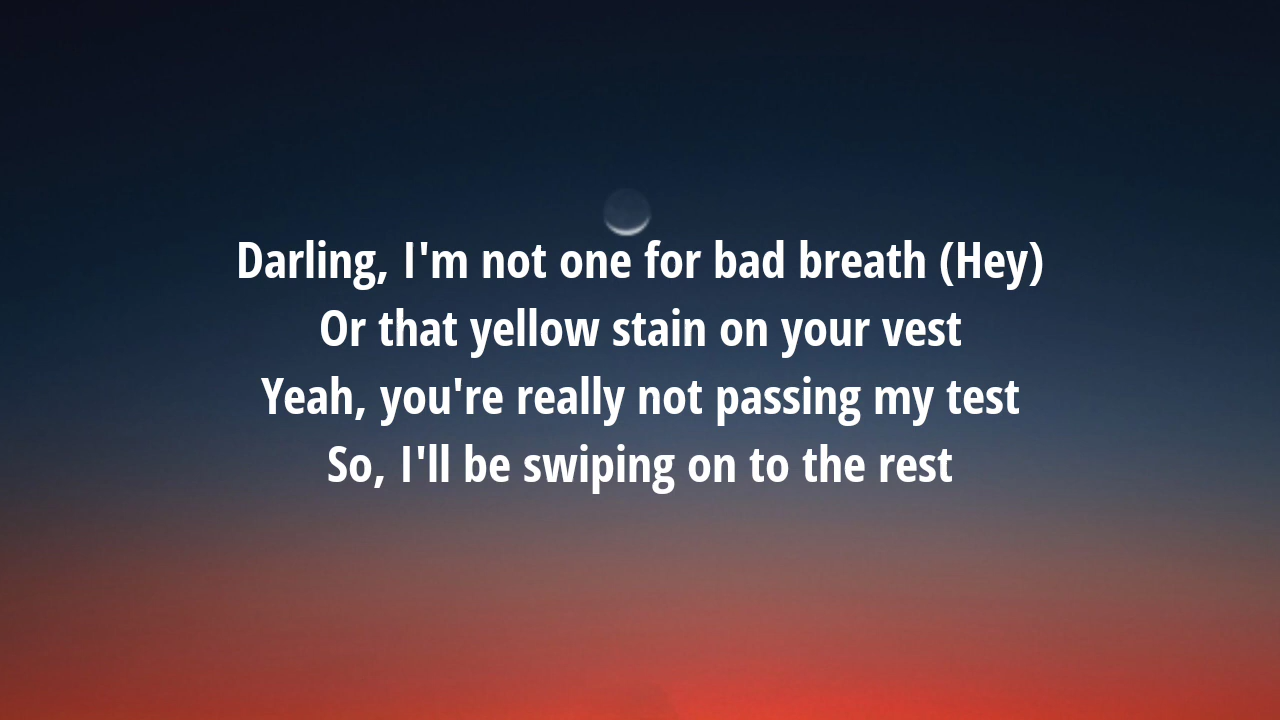 Darling, I'm not one for bad breath (Hey)
Or that yellow stain on your vest
Yeah, you're really not passing my test
So, I'll be swiping on to the rest